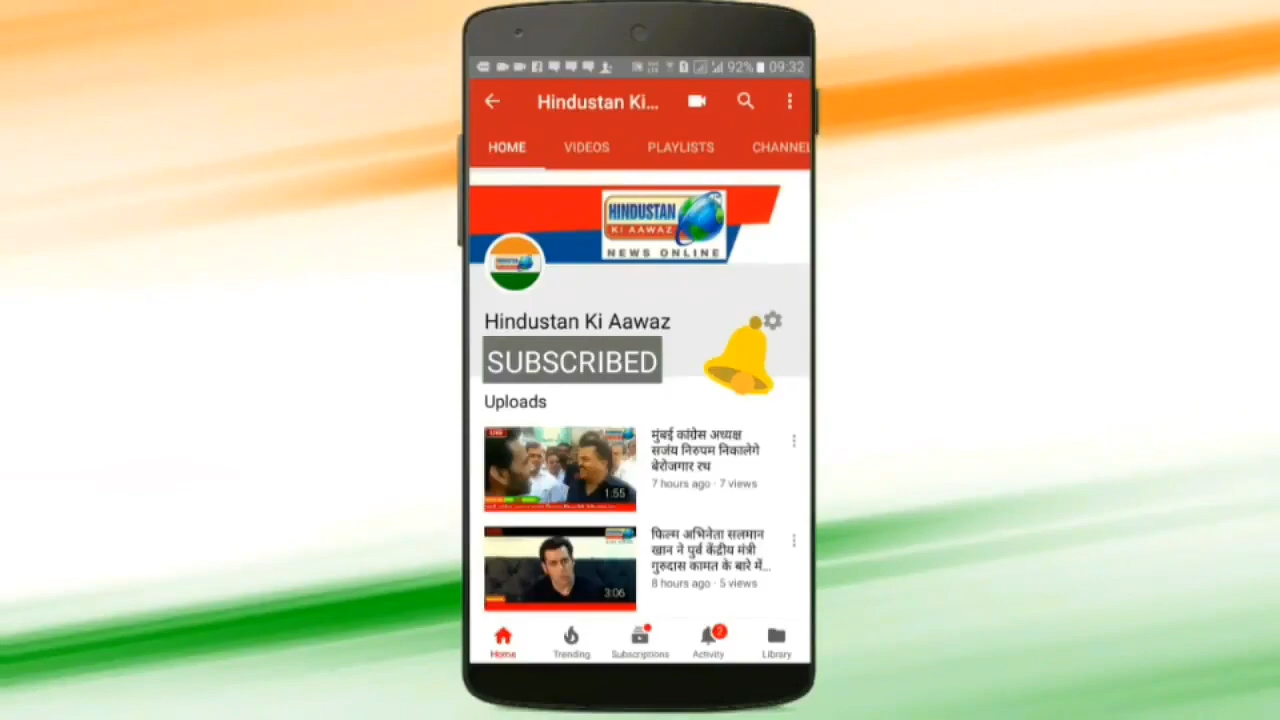 92% 09:32
Hindustan Ki...
HOME VIDEOS PLAYLISTS CHANNEL
HINDUSTAN
KI AAWAZ
NEWS ONLINE
HINDUSTAN
Hindustan Ki Aawaz
SUBSCRIBED
Uploads
मुंबई कांग्रेस अध्यक्ष
सजंय निरुपम निकालेगे
बेरोजगार रथ
7 hours ago · 7 views
1:55
फिल्म अभिनेता सलमान
खान ने पुर्व केंद्रीय मंत्री
गुरुदास कामत के बारे में...
8 hours ago · 5 views
3:06
Home Trending Subscriptions Activity Library